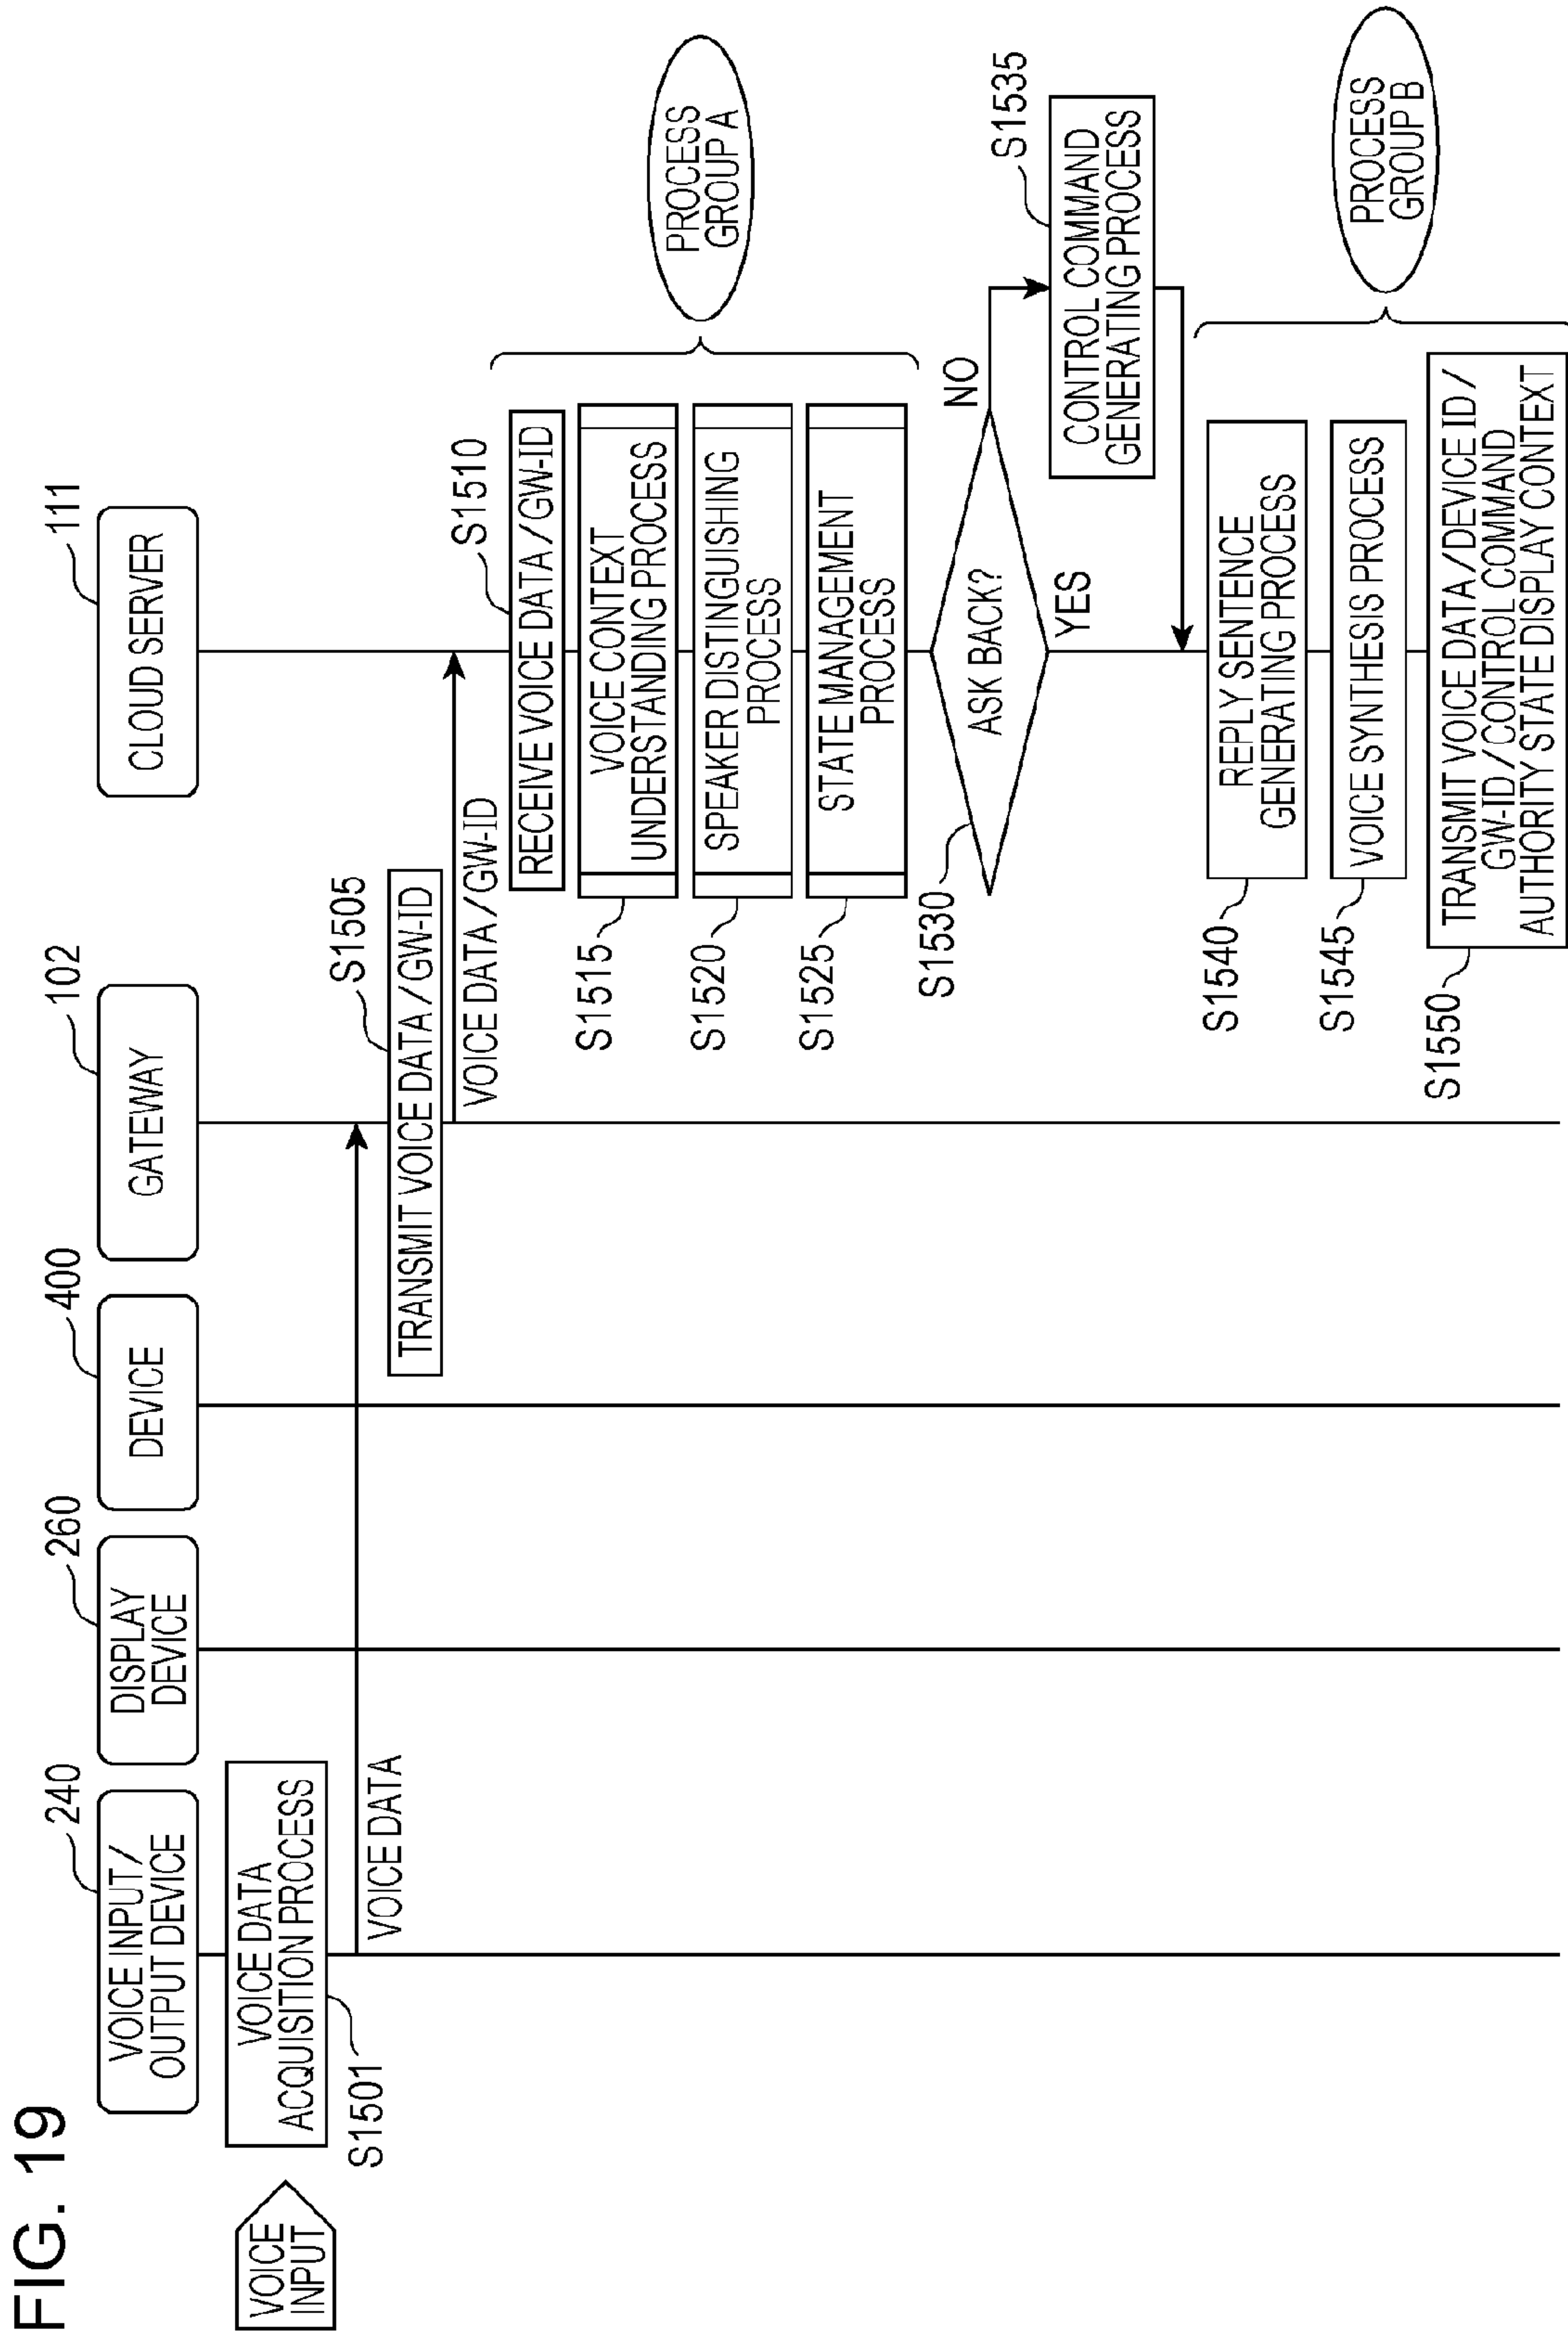 FIG. 19
240
260
400
102
111
VOICE INPUT/
OUTPUT DEVICE
DISPLAY
DEVICE
DEVICE
GATEWAY
CLOUD SERVER
VOICE
INPUT
VOICE DATA
ACQUISITION PROCESS
S1501
VOICE DATA
S1505
TRANSMIT VOICE DATA/GW-ID
VOICE DATA/GW-ID
S1510
RECEIVE VOICE DATA/GW-ID
S1515
VOICE CONTEXT
UNDERSTANDING PROCESS
S1520
SPEAKER DISTINGUISHING
PROCESS
S1525
STATE MANAGEMENT
PROCESS
PROCESS
GROUP A
S1530
ASK BACK?
NO
YES
S1535
CONTROL COMMAND
GENERATING PROCESS
S1540
REPLY SENTENCE
GENERATING PROCESS
S1545
VOICE SYNTHESIS PROCESS
S1550
TRANSMIT VOICE DATA/DEVICE ID/
GW-ID/CONTROL COMMAND
AUTHORITY STATE DISPLAY CONTEXT
PROCESS
GROUP B